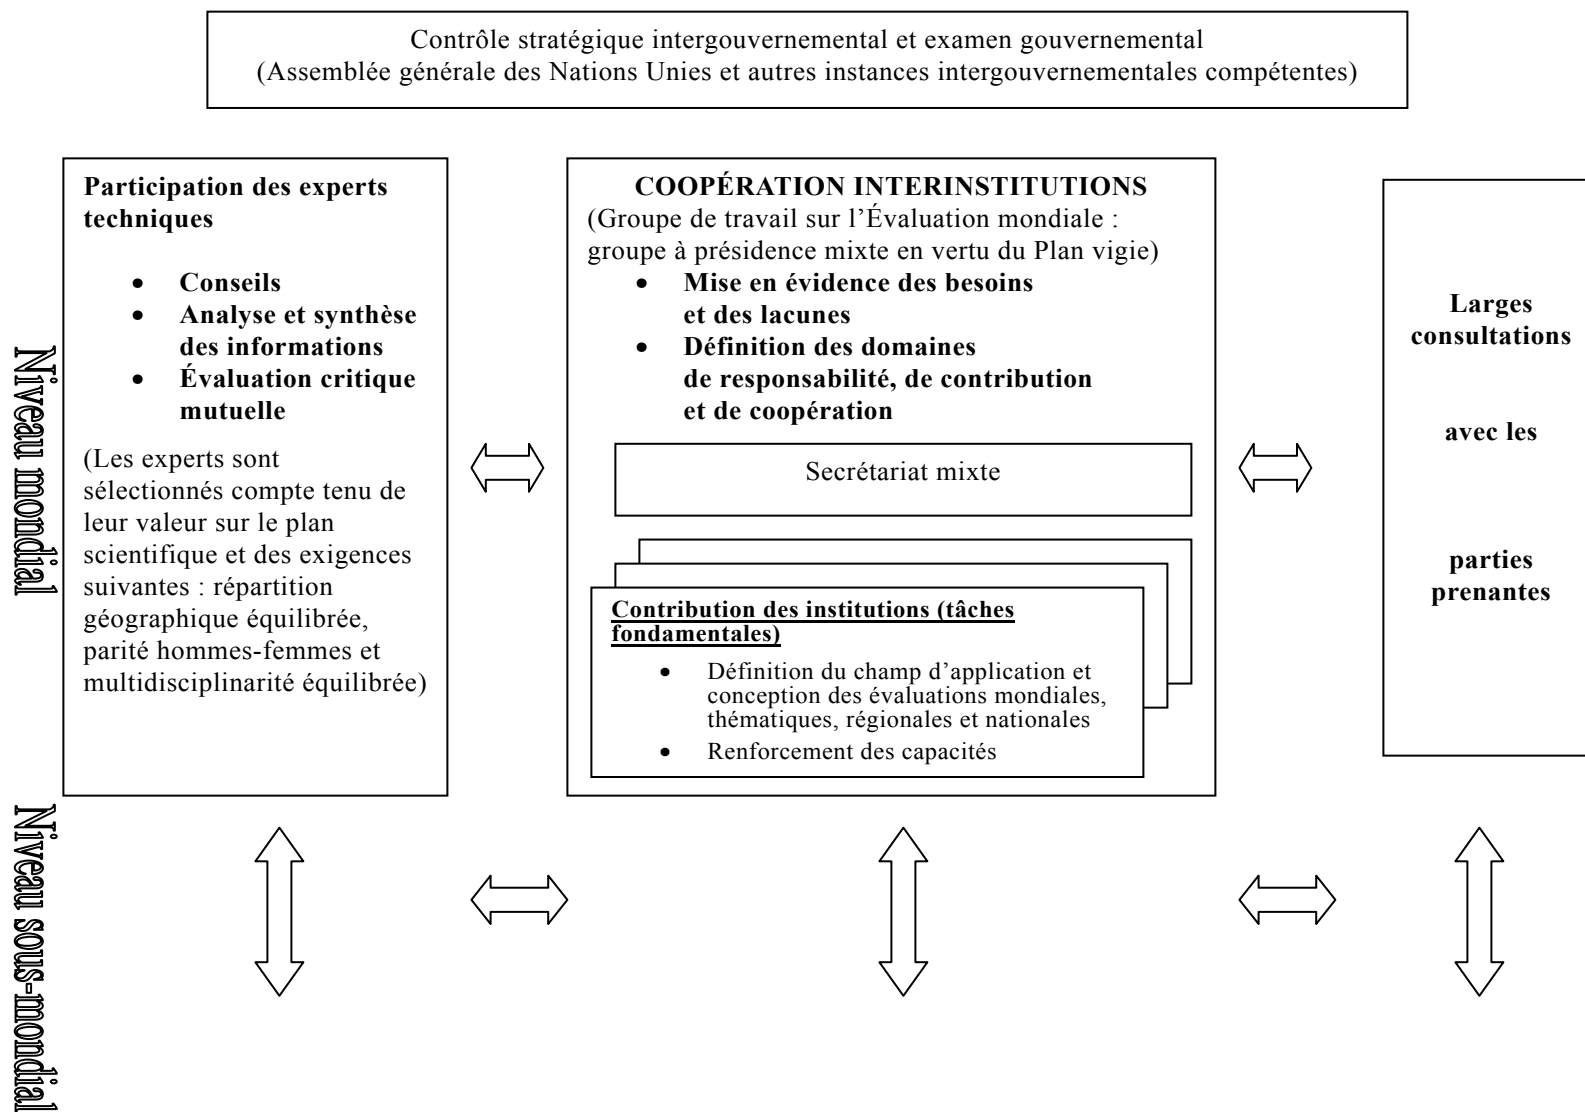 Contrôle stratégique intergouvernemental et examen gouvernemental
(Assemblée générale des Nations Unies et autres instances intergouvernementales compétentes)
Niveau mondial
Participation des experts
techniques
• Conseils
• Analyse et synthèse
des informations
• Évaluation critique
mutuelle
(Les experts sont
sélectionnés compte tenu de
leur valeur sur le plan
scientifique et des exigences
suivantes : répartition
géographique équilibrée,
parité hommes-femmes et
multidisciplinarité équilibrée)
COOPÉRATION INTERINSTITUTIONS
(Groupe de travail sur l’Évaluation mondiale :
groupe à présidence mixte en vertu du Plan vigie)
• Mise en évidence des besoins
et des lacunes
• Définition des domaines
de responsabilité, de contribution
et de coopération
Secrétariat mixte
Contribution des institutions (tâches
fondamentales)
• Définition du champ d’application et
conception des évaluations mondiales,
thématiques, régionales et nationales
• Renforcement des capacités
Larges
consultations
avec les
parties
prenantes
Niveau sous-mondial